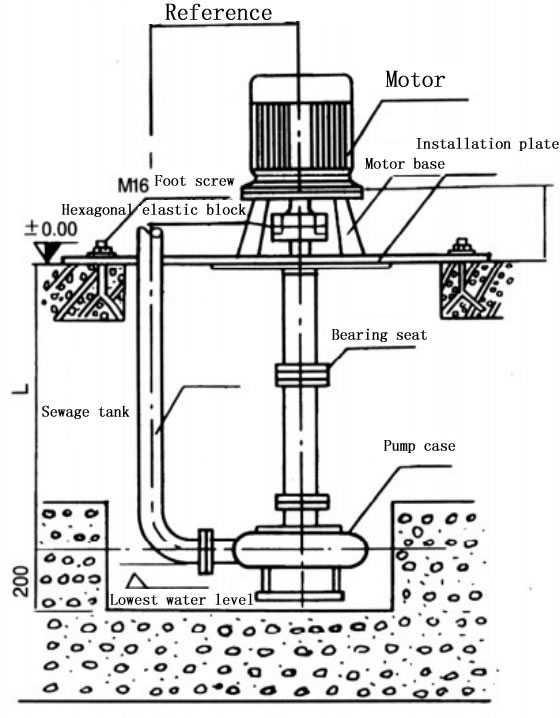 Reference
Motor
Installation plate
Motor base
M16 Foot screw
Hexagonal elastic block
±0.00
Bearing seat
L
Sewage tank
Pump case
200
Lowest water level